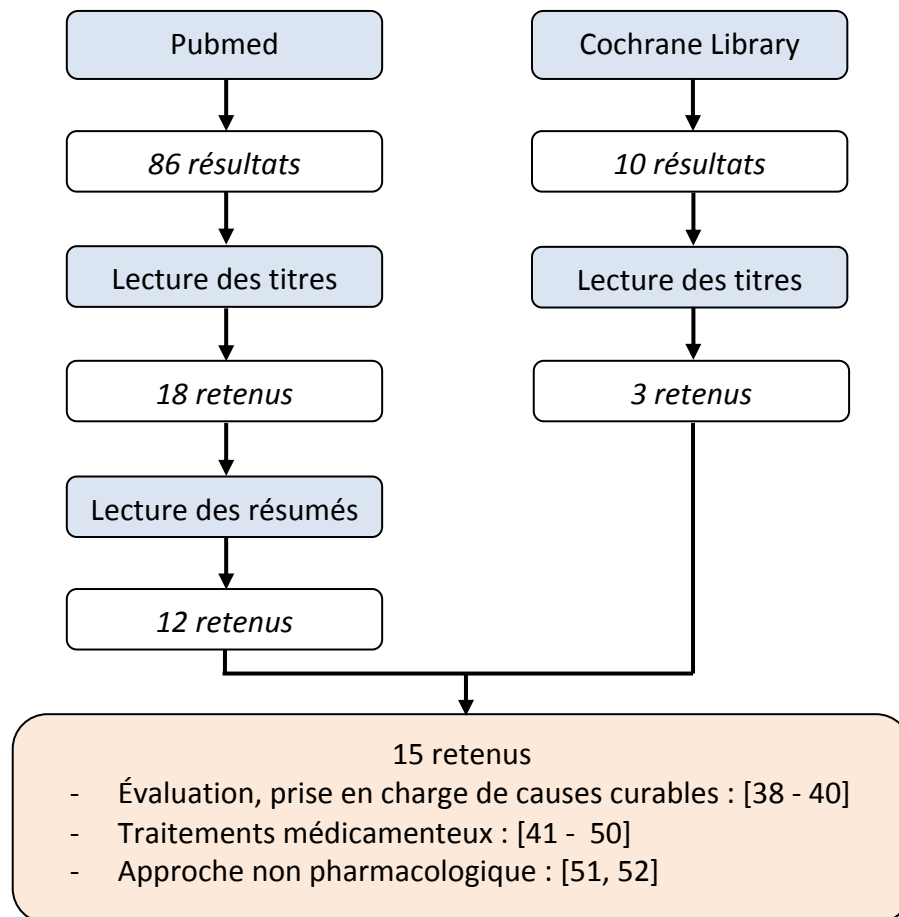 Pubmed
Cochrane Library
86 résultats
10 résultats
Lecture des titres
Lecture des titres
18 retenus
3 retenus
Lecture des résumés
12 retenus
15 retenus
- Évaluation, prise en charge de causes curables : [38 - 40]
- Traitements médicamenteux : [41 - 50]
- Approche non pharmacologique : [51, 52]